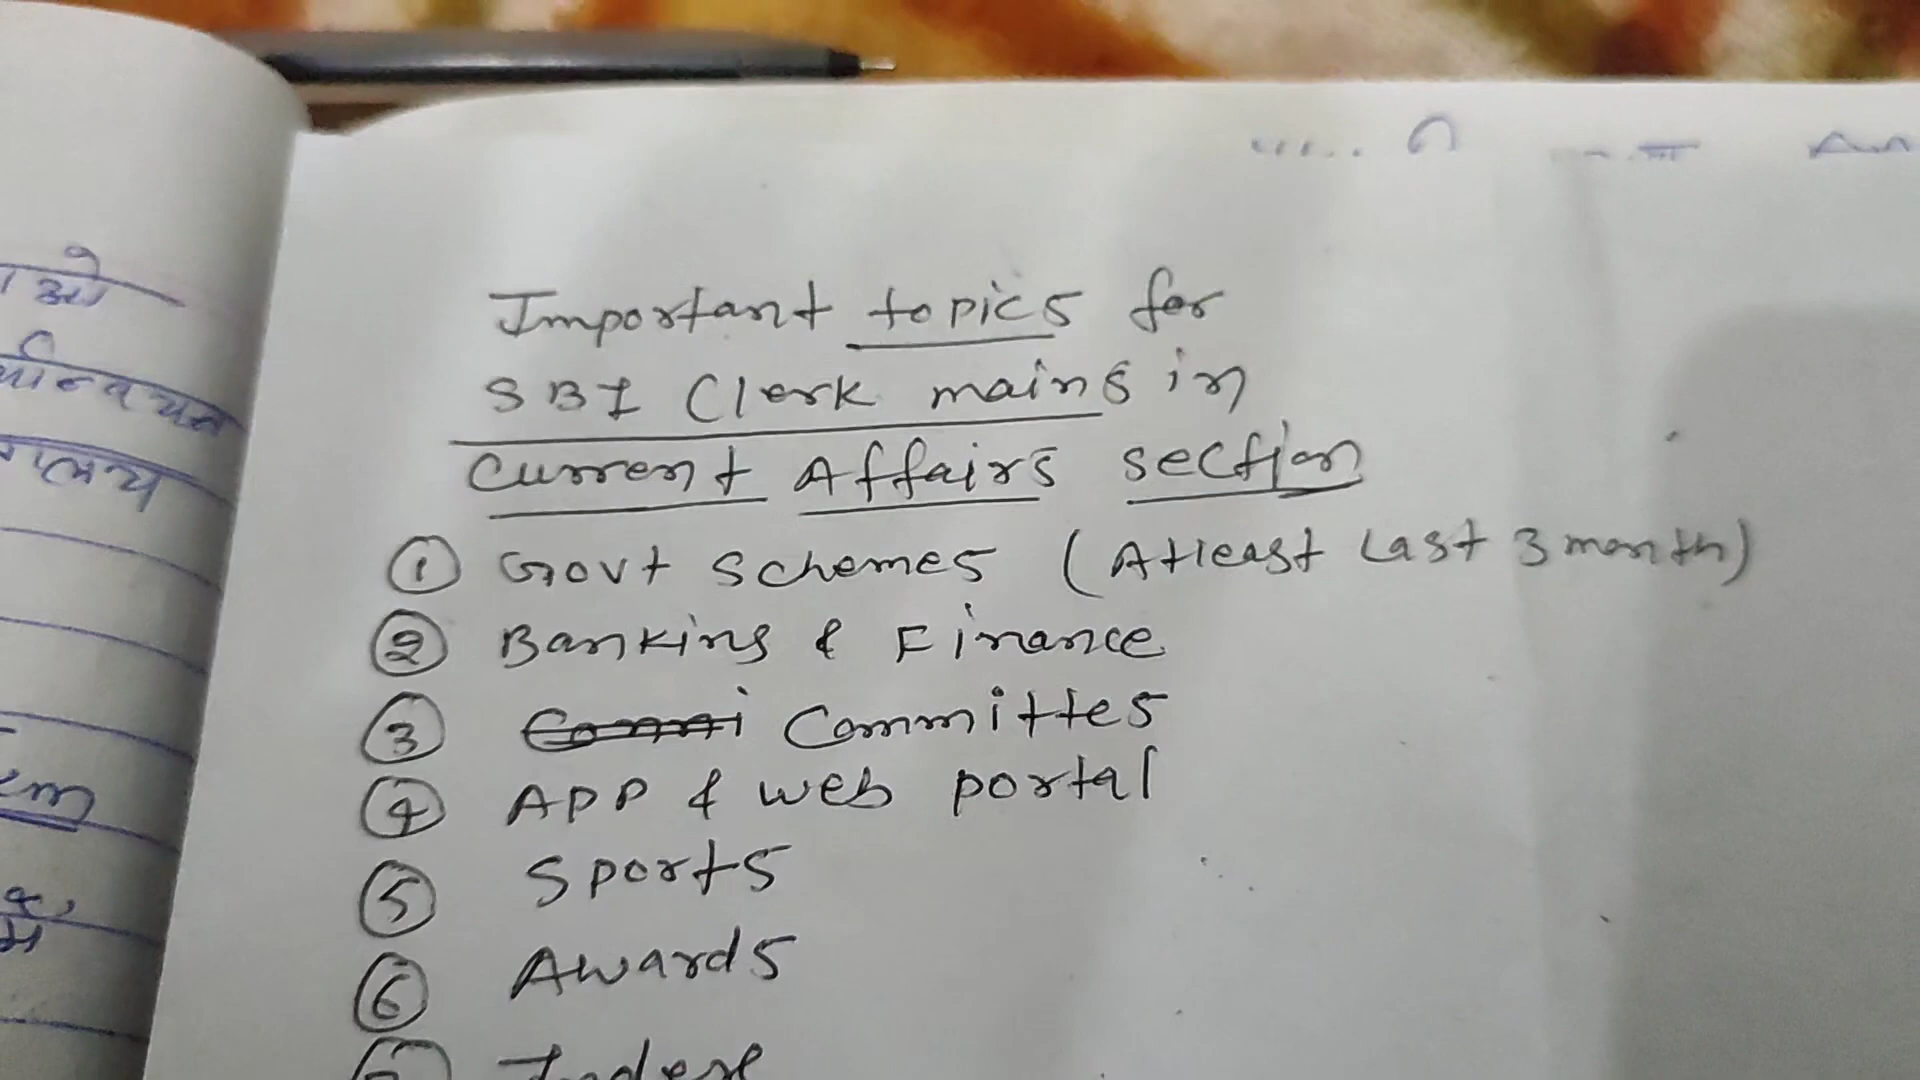 Important topics for
SBI Clerk mains in
Current Affairs section
① Govt schemes (Atleast Last 3 month)
② Banking & Finance
③ Committes
④ APP & web portal
⑤ Sports
⑥ Awards
Index